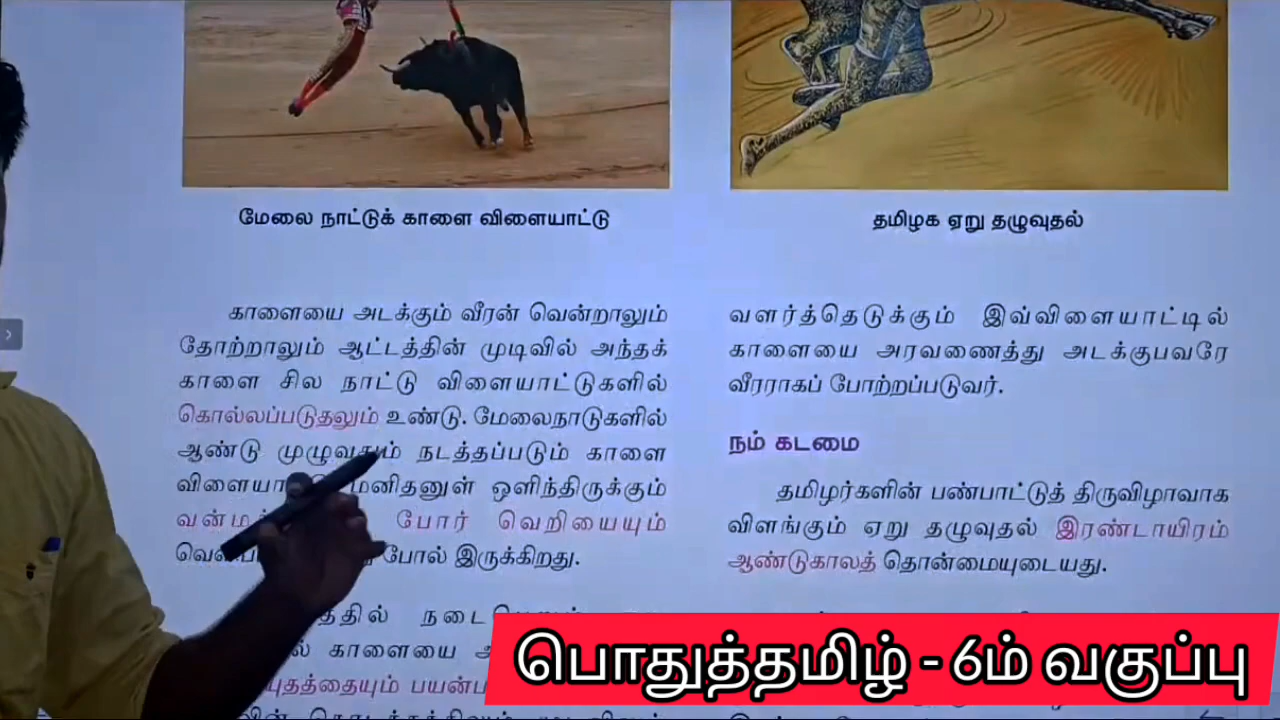 மேலை நாட்டுக் காளை விளையாட்டு
தமிழக ஏறு தழுவுதல்
காளையை அடக்கும் வீரன் வென்றாலும்
தோற்றாலும் ஆட்டத்தின் முடிவில் அந்தக்
காளை சில நாட்டு விளையாட்டுகளில்
கொல்லப்படுதலும் உண்டு. மேலைநாடுகளில்
ஆண்டு முழுவதும் நடத்தப்படும் காளை
மனிதனுள் ஒளிந்திருக்கும்
போர் வெறியையும்
போல் இருக்கிறது.
காளையை
வளர்த்தெடுக்கும் இவ்விளையாட்டில்
காளையை அரவணைத்து அடக்குபவரே
வீரராகப் போற்றப்படுவர்.
நம் கடமை
தமிழர்களின் பண்பாட்டுத் திருவிழாவாக
விளங்கும் ஏறு தழுவுதல் இரண்டாயிரம்
ஆண்டுகாலத் தொன்மையுடையது.
பொதுத்தமிழ் - 6ம் வகுப்பு